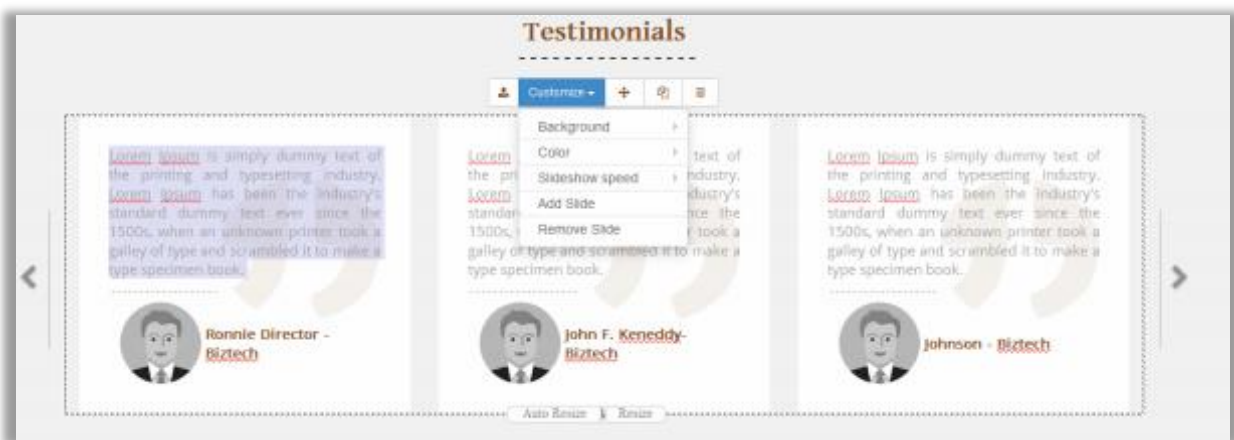 Testimonials
Customize
Background
Color
Slideshow speed
Add Slide
Remove Slide
Lorem Ipsum is simply dummy text of
the printing and typesetting industry.
Lorem Ipsum has been the industry's
standard dummy text ever since the
1500s, when an unknown printer took a
galley of type and scrambled it to make a
type specimen book.
Ronnie Director -
Biztech
Lorem text of
the ndustry.
Lorem dustry's
standar nce the
1500s, took a
galley of type and scrambled it to make a
type specimen book.
John F. Keneddy-
Biztech
Lorem Ipsum is simply dummy text of
the printing and typesetting industry.
Lorem Ipsum has been the industry's
standard dummy text ever since the
1500s, when an unknown printer took a
galley of type and scrambled it to make a
type specimen book.
Johnson - Biztech
Auto Resize Resize